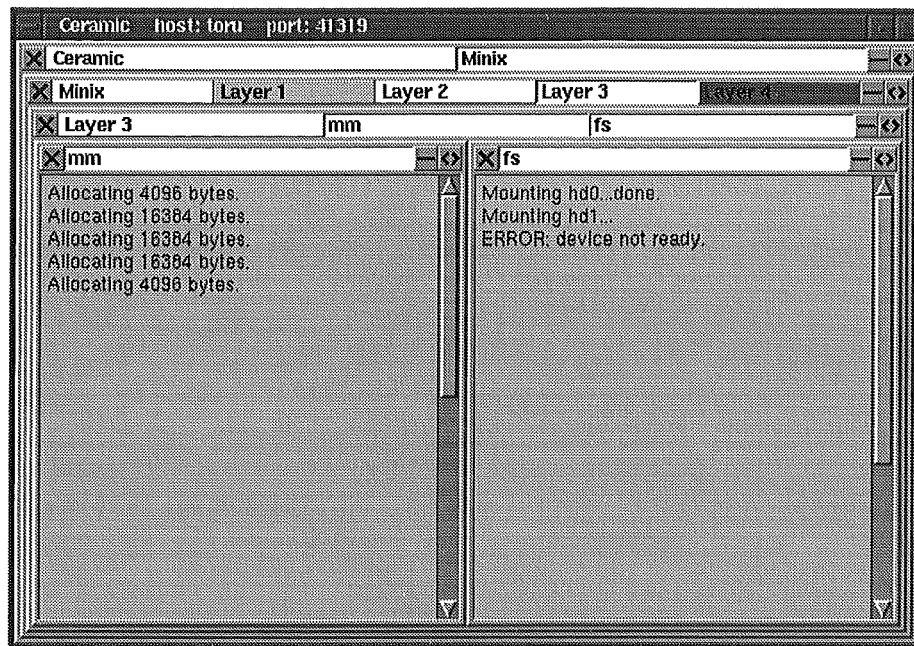 Ceramic host: toru port: 41319
Ceramic Minix
Minix Layer 1 Layer 2 Layer 3 Layer 4
Layer 3 mm fs
mm
Allocating 4096 bytes.
Allocating 16384 bytes.
Allocating 16384 bytes.
Allocating 16384 bytes.
Allocating 4096 bytes.
fs
Mounting hd0...done.
Mounting hd1...
ERROR: device not ready.